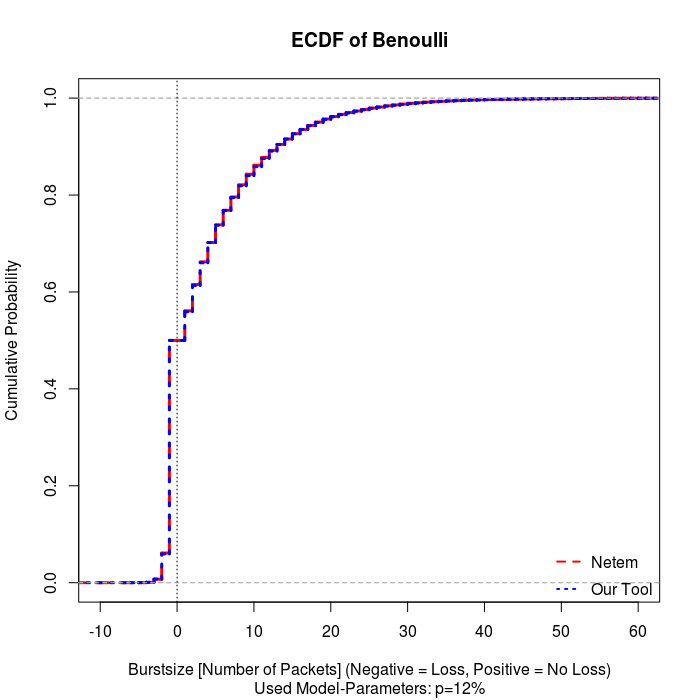 ECDF of Benoulli
Cumulative Probability
1.0
0.8
0.6
0.4
0.2
0.0
-10 0 10 20 30 40 50 60
Netem
Our Tool
Burstsize [Number of Packets] (Negative = Loss, Positive = No Loss)
Used Model-Parameters: p=12%